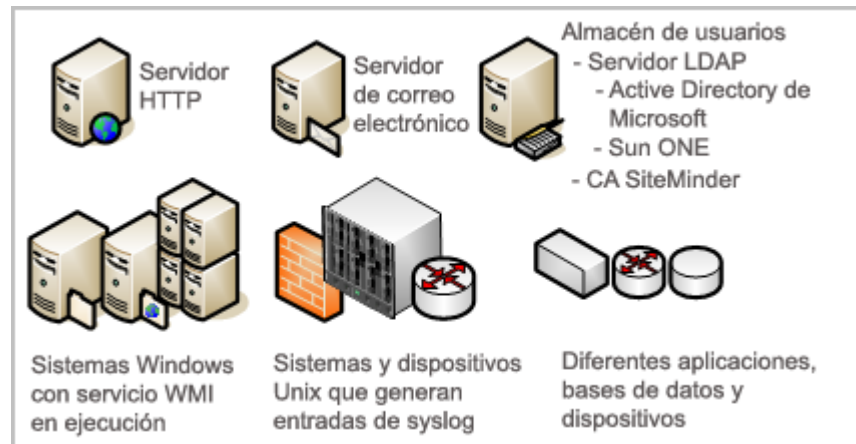 Servidor
HTTP
Servidor
de correo
electrónico
Almacén de usuarios
- Servidor LDAP
- Active Directory de
Microsoft
- Sun ONE
- CA SiteMinder
Sistemas Windows
con servicio WMI
en ejecución
Sistemas y dispositivos
Unix que generan
entradas de syslog
Diferentes aplicaciones,
bases de datos y
dispositivos